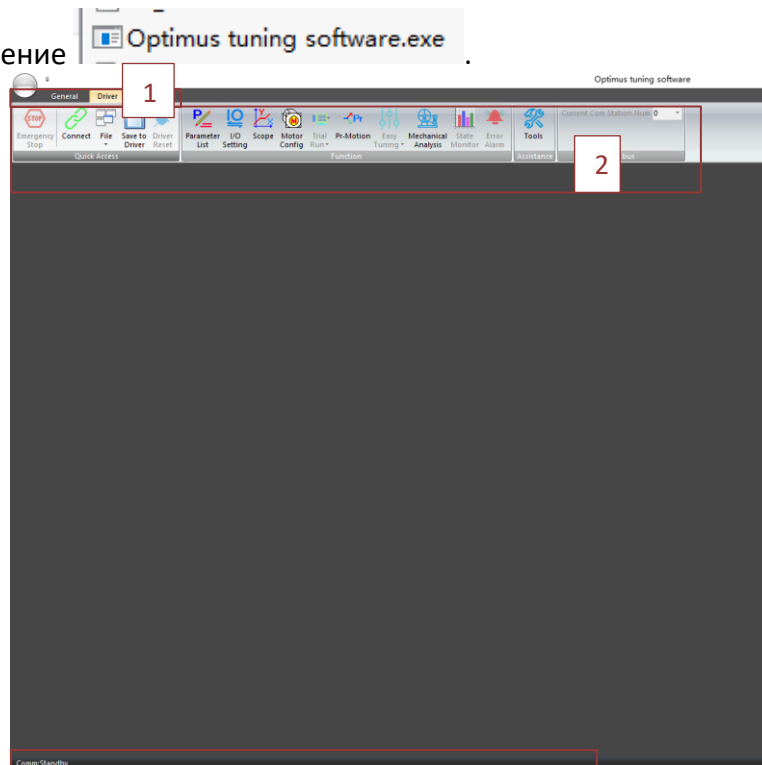 ение Optimus tuning software.exe .
Optimus tuning software
General Driver 1
Emergency Stop Connect File Save to Driver Driver Reset Parameter List I/O Setting Scope Motor Config Trial Run Pr-Motion Easy Tuning Mechanical Analysis State Monitor Error Alarm Tools Current Com Station Num 0
Quick Access Function Assistance bus
2
Comm:Standby